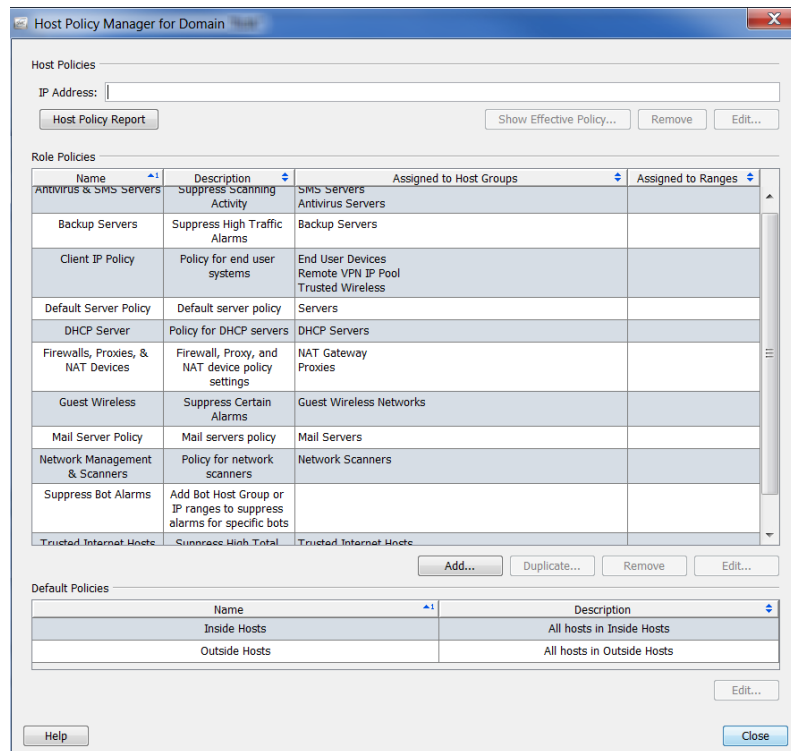 Host Policy Manager for Domain
Host Policies
IP Address:
Host Policy Report
Show Effective Policy...
Remove
Edit...
Role Policies
Name 1 Description Assigned to Host Groups Assigned to Ranges
Antivirus & SMS Servers Suppress Scanning SMS Servers
Activity Antivirus Servers
Backup Servers Suppress High Traffic Backup Servers
Alarms
Client IP Policy Policy for end user End User Devices
systems Remote VPN IP Pool
Trusted Wireless
Default Server Policy Default server policy Servers
DHCP Server Policy for DHCP servers DHCP Servers
Firewalls, Proxies, & Firewall, Proxy, and NAT Gateway
NAT Devices NAT device policy Proxies
settings
Guest Wireless Suppress Certain Guest Wireless Networks
Alarms
Mail Server Policy Mail servers policy Mail Servers
Network Management Policy for network Network Scanners
& Scanners scanners
Suppress Bot Alarms Add Bot Host Group or
IP ranges to suppress
alarms for specific bots
Trusted Internet Hosts Suppress High Total Trusted Internet Hosts
Add... Duplicate... Remove Edit...
Default Policies
Name 1 Description
Inside Hosts All hosts in Inside Hosts
Outside Hosts All hosts in Outside Hosts
Edit...
Help Close